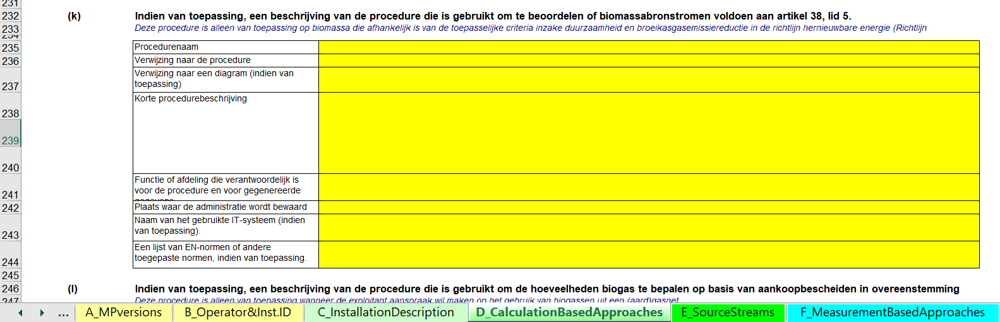 231
232 (k) Indien van toepassing, een beschrijving van de procedure die is gebruikt om te beoordelen of biomassabronstromen voldoen aan artikel 38, lid 5.
233 Deze procedure is alleen van toepassing op biomassa die afhankelijk is van de toepasselijke criteria inzake duurzaamheid en broeikasgasemissiereductie in de richtlijn hernieuwbare energie (Richtlijn
234
235 Procedurenaam
236 Verwijzing naar de procedure
Verwijzing naar een diagram (indien van
237 toepassing)
Korte procedurebeschrijving
238
239
240
Functie of afdeling die verantwoordelijk is
voor de procedure en voor gegenereerde
241 gegevens
242 Plaats waar de administratie wordt bewaard
Naam van het gebruikte IT-systeem (indien
243 van toepassing).
Een lijst van EN-normen of andere
244 toegepaste normen, indien van toepassing.
245
246 (l) Indien van toepassing, een beschrijving van de procedure die is gebruikt om de hoeveelheden biogas te bepalen op basis van aankoopbescheiden in overeenstemming
247 Deze procedure is alleen van toepassing wanneer de exploitant aanspraak wil maken op het gebruik van biogassen uit een (aard)gasnet
... A_MPversions B_Operator&Inst.ID C_InstallationDescription D_CalculationBasedApproaches E_SourceStreams F_MeasurementBasedApproaches